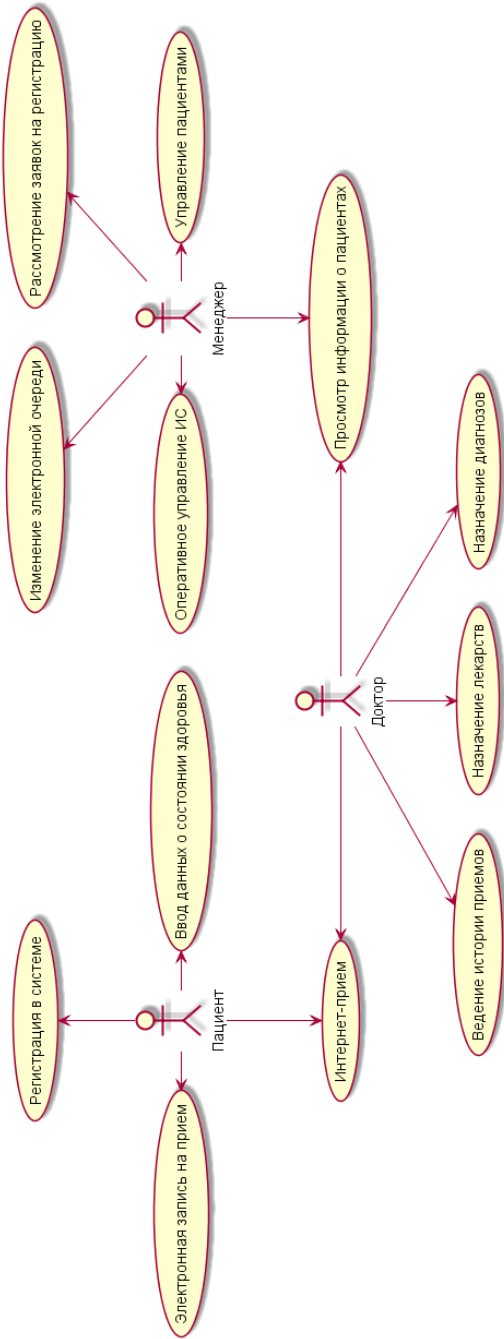 Регистрация в системе
Изменение электронной очереди
Рассмотрение заявок на регистрацию
Электронная запись на прием
Пациент
Ввод данных о состоянии здоровья
Оперативное управление ИС
Менеджер
Управление пациентами
Интернет-прием
Доктор
Просмотр информации о пациентах
Ведение истории приемов
Назначение лекарств
Назначение диагнозов